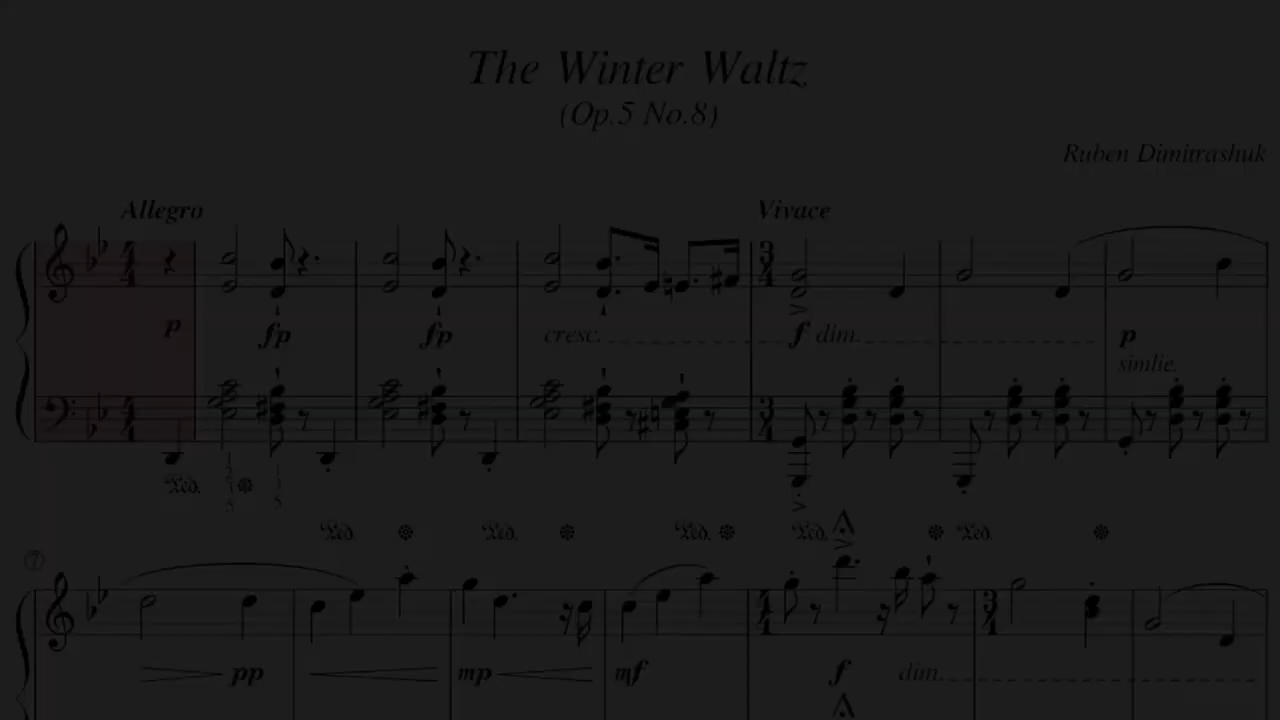 The Winter Waltz
(Op.5 No.8)
Ruben Dimitrashuk
Allegro
Vivace
p
fp
fp
cresc.
f dim.
p
simlie.
7
pp
mp
mf
f
dim.